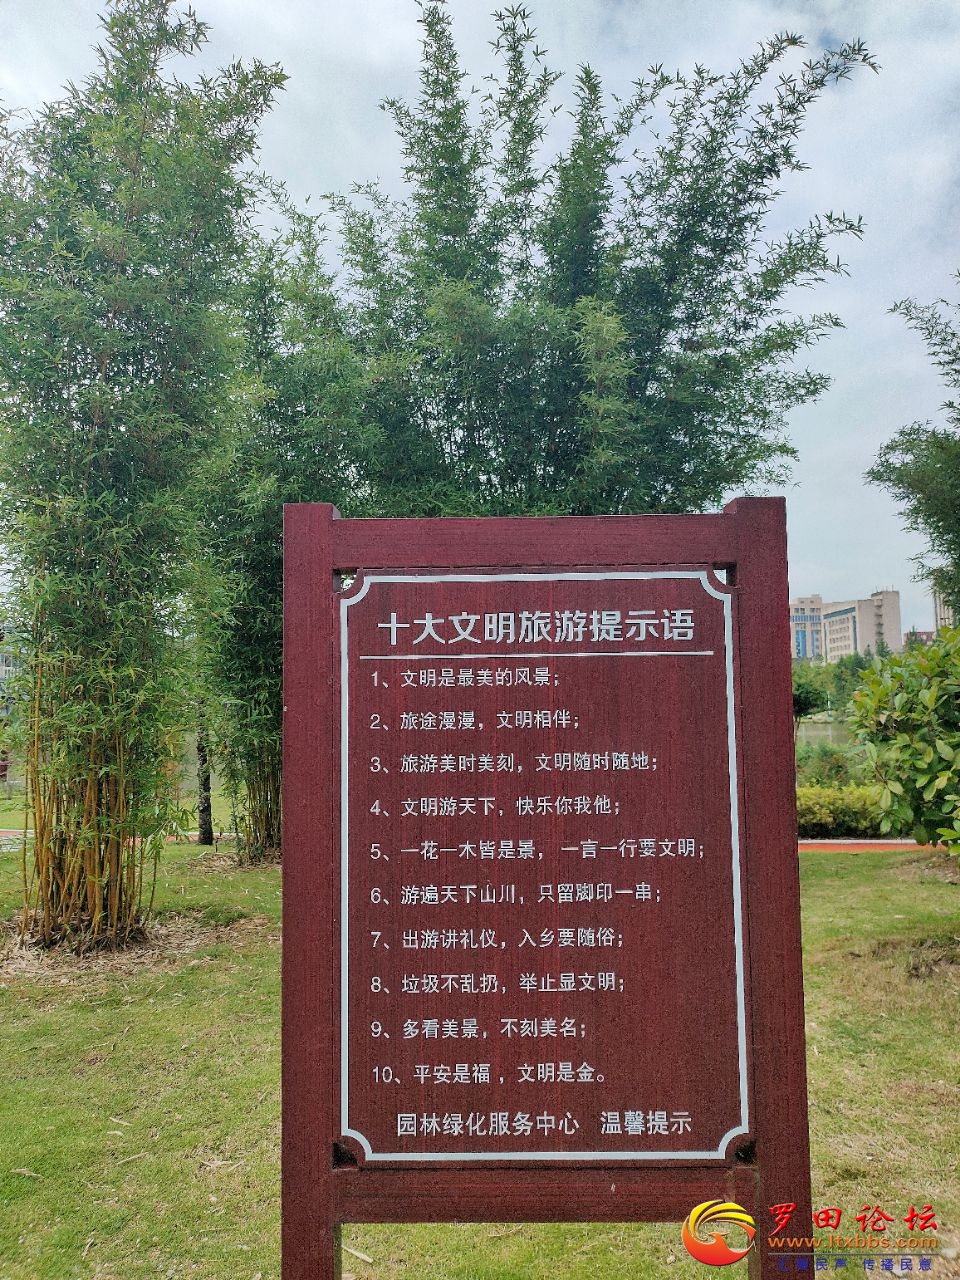 十大文明旅游提示语
1、文明是最美的风景；
2、旅途漫漫，文明相伴；
3、旅游美时美刻，文明随时随地；
4、文明游天下，快乐你我他；
5、一花一木皆是景，一言一行要文明；
6、游遍天下山川，只留脚印一串；
7、出游讲礼仪，入乡要随俗；
8、垃圾不乱扔，举止显文明；
9、多看美景，不刻美名；
10、平安是福，文明是金。
园林绿化服务中心 温馨提示
罗田论坛
www.ltxbbs.com
民声 传播民意